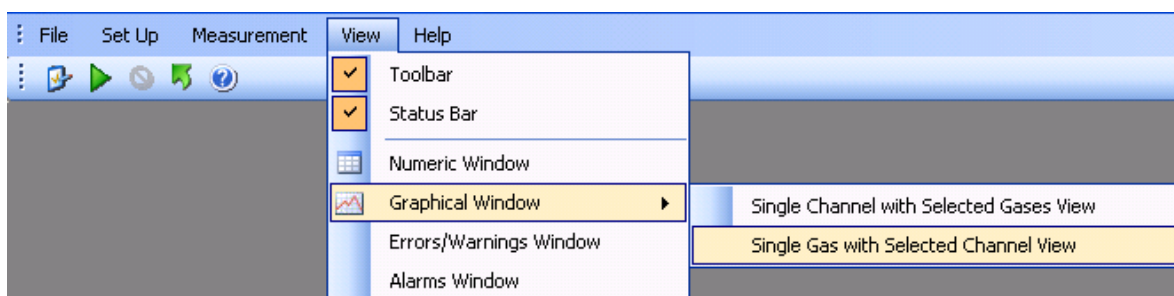 File Set Up Measurement View Help
Toolbar
Status Bar
Numeric Window
Graphical Window
Single Channel with Selected Gases View
Single Gas with Selected Channel View
Errors/Warnings Window
Alarms Window